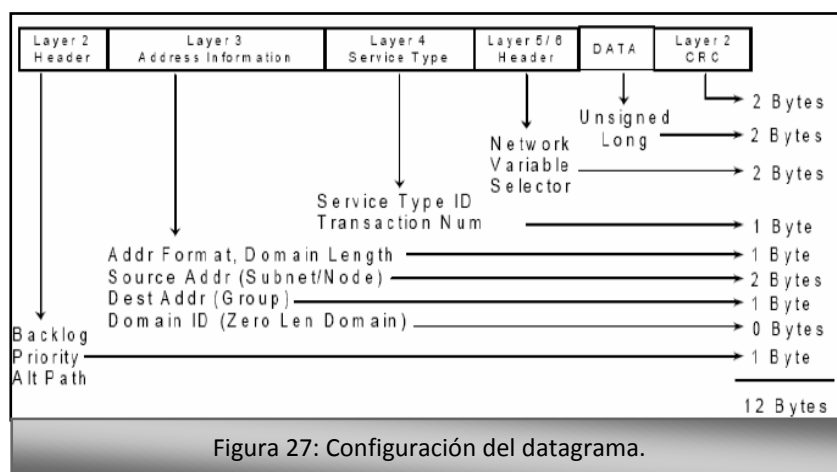 Layer 2 Header
Layer 3 Address Information
Layer 4 Service Type
Layer 5/6 Header
DATA
Layer 2 CRC
2 Bytes
Unsigned Long
2 Bytes
Network Variable Selector
2 Bytes
Service Type ID
Transaction Num
1 Byte
Addr Format, Domain Length
1 Byte
Source Addr (Subnet/Node)
2 Bytes
Dest Addr (Group)
1 Byte
Domain ID (Zero Len Domain)
0 Bytes
Backlog
Priority
1 Byte
Alt Path
12 Bytes
Figura 27: Configuración del datagrama.